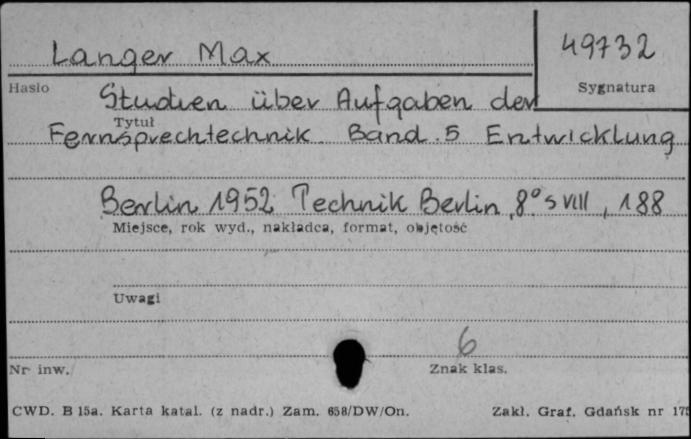 Langer Max
49732
Hasło
Sygnatura
Studien über Aufgaben der
Tytuł
Fernsprechtechnik Band. 5 Entwicklung
Berlin 1952 Technik Berlin, 8° s VIII, 188
Miejsce, rok wyd., nakładca, format, objętość
Uwagi
6
Nr inw.
Znak klas.
CWD. B 15a. Karta katal. (z nadr.) Zam. 658/DW/On.
Zakł. Graf. Gdańsk nr 175